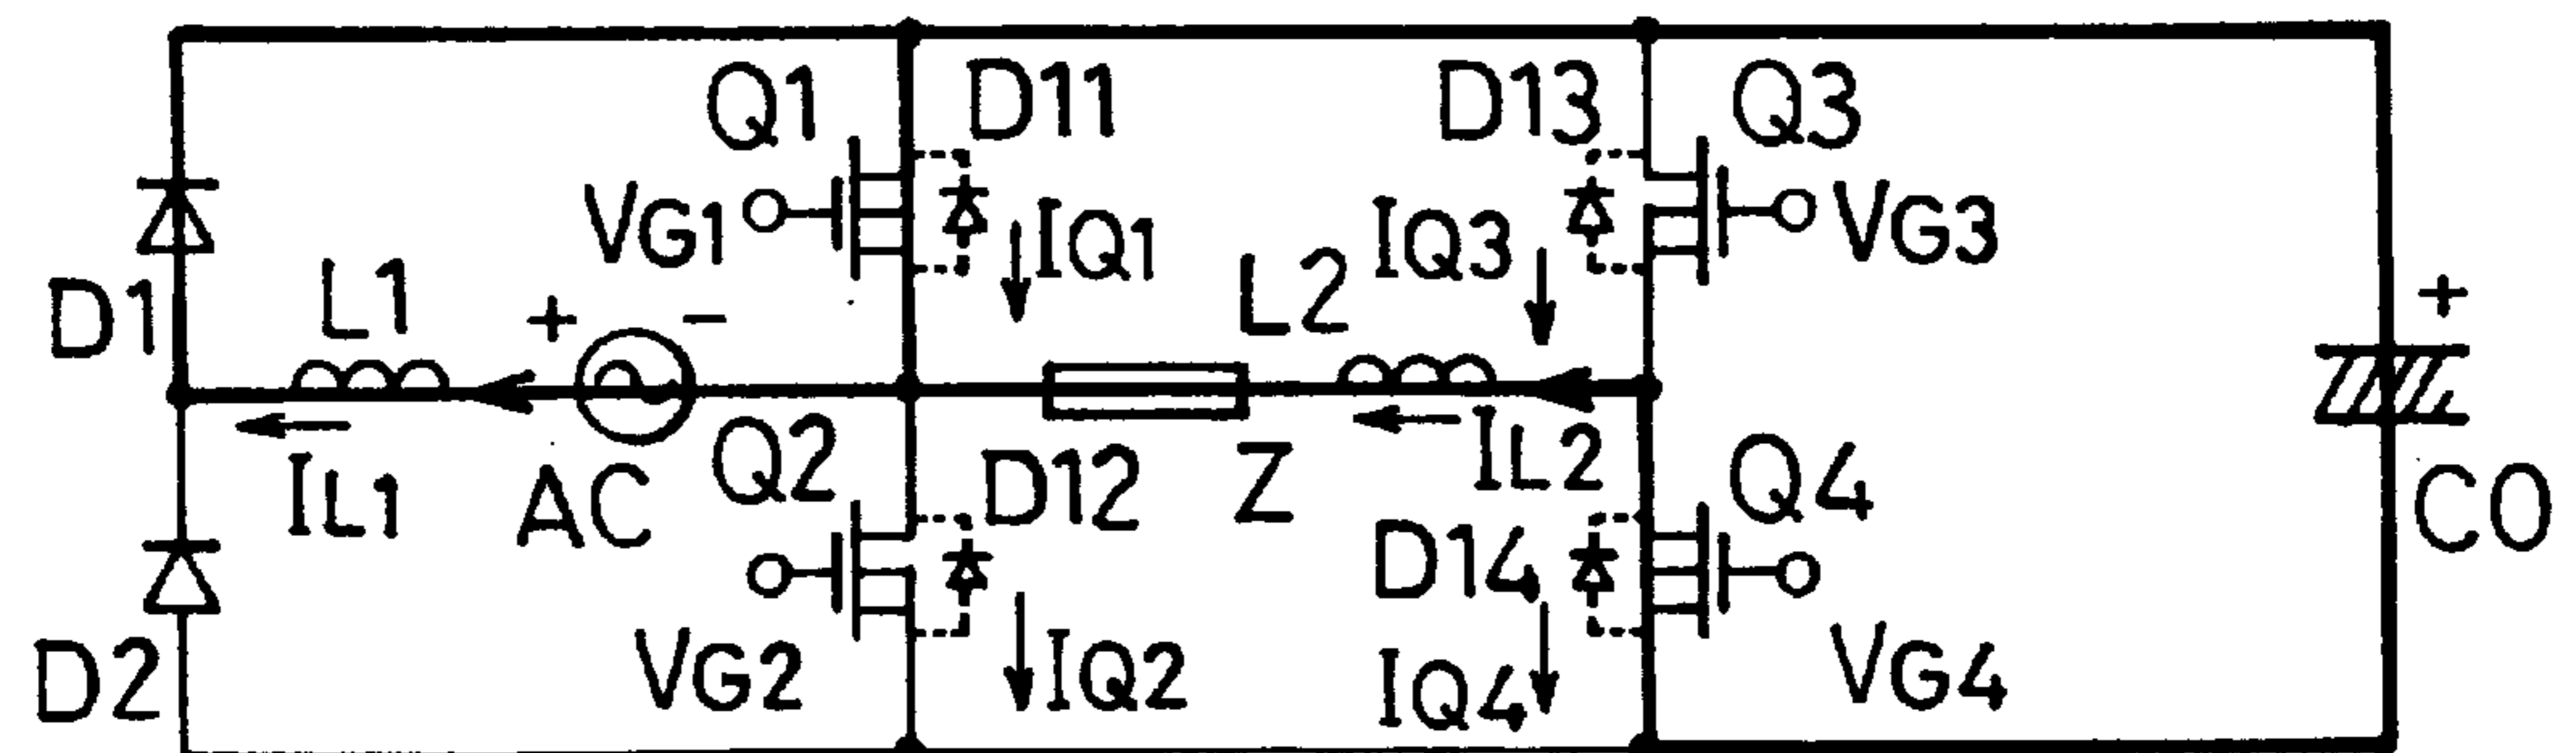 Q1
D11
D13
Q3
VG1
IQ1
IQ3
VG3
D1
L1
+
−
L2
+
IL1
AC
Q2
D12
Z
IL2
Q4
CO
D2
VG2
IQ2
D14
IQ4
VG4